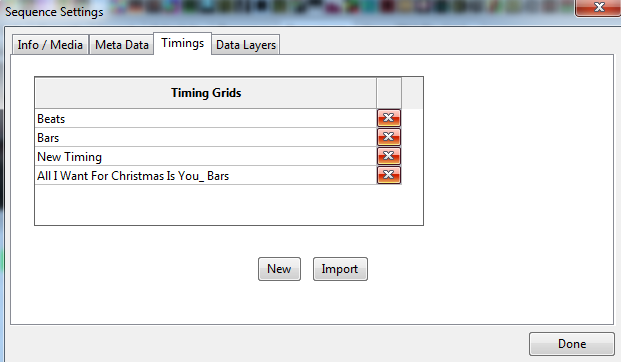 Sequence Settings
Info / Media Meta Data Timings Data Layers
Timing Grids
Beats
Bars
New Timing
All I Want For Christmas Is You_ Bars
New Import
Done